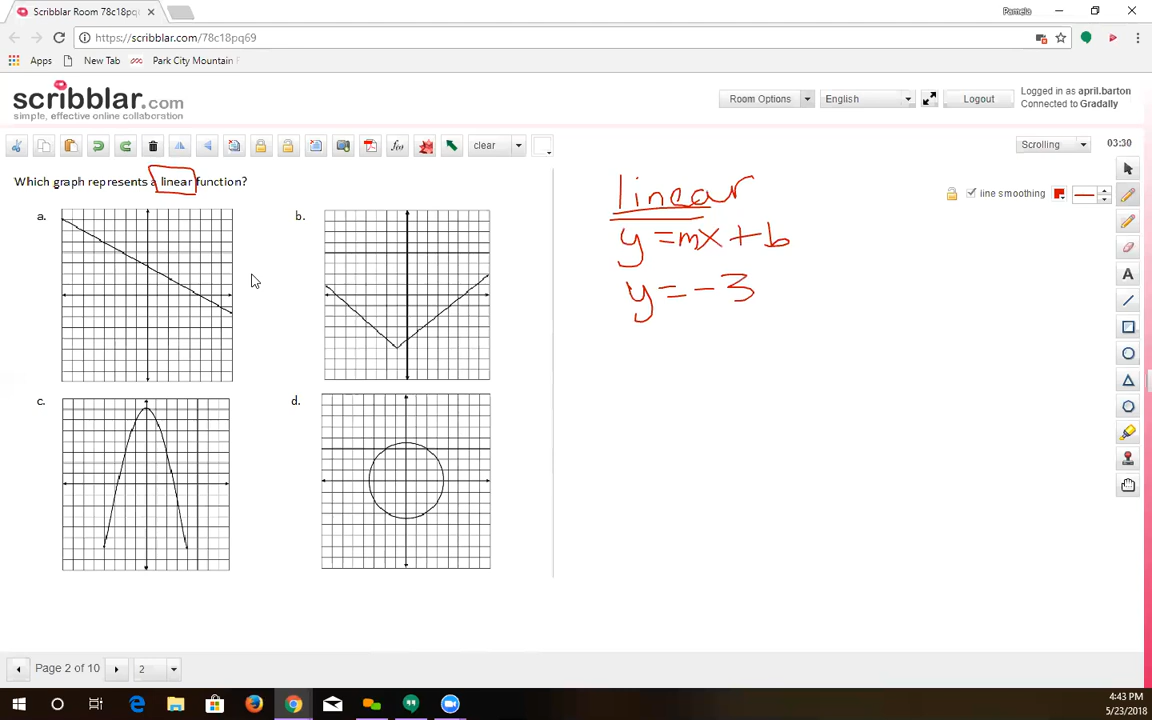 Scribblar Room 78c18pq6
Pamela
https://scribblar.com/78c18pq69
Apps
New Tab
Park City Mountain
scribblar.com
simple, effective online collaboration
Room Options
English
Logout
Logged in as april.barton
Connected to Gradally
clear
Scrolling
03:30
line smoothing
Which graph represents a linear function?
a.
b.
c.
d.
linear
y = mx + b
y = - 3
Page 2 of 10
2
4:43 PM
5/23/2018